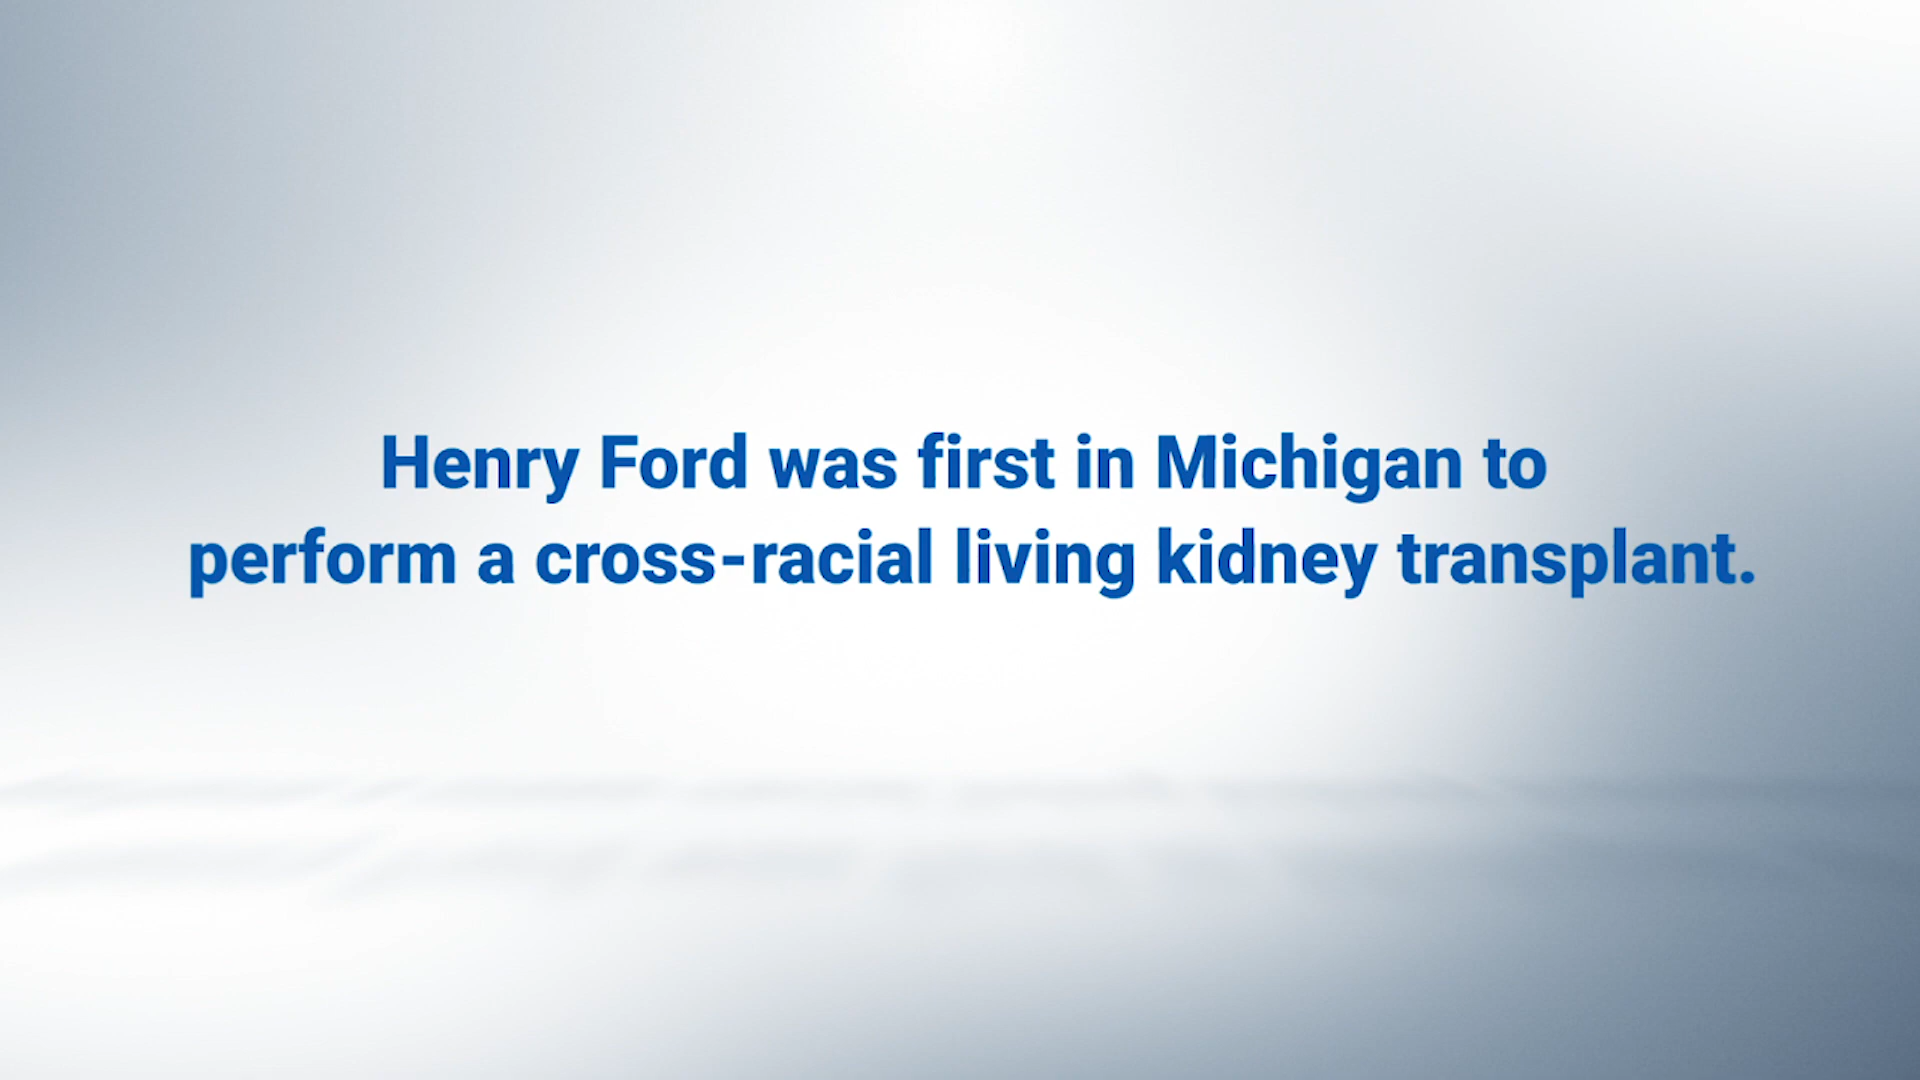 Henry Ford was first in Michigan to
perform a cross-racial living kidney transplant.